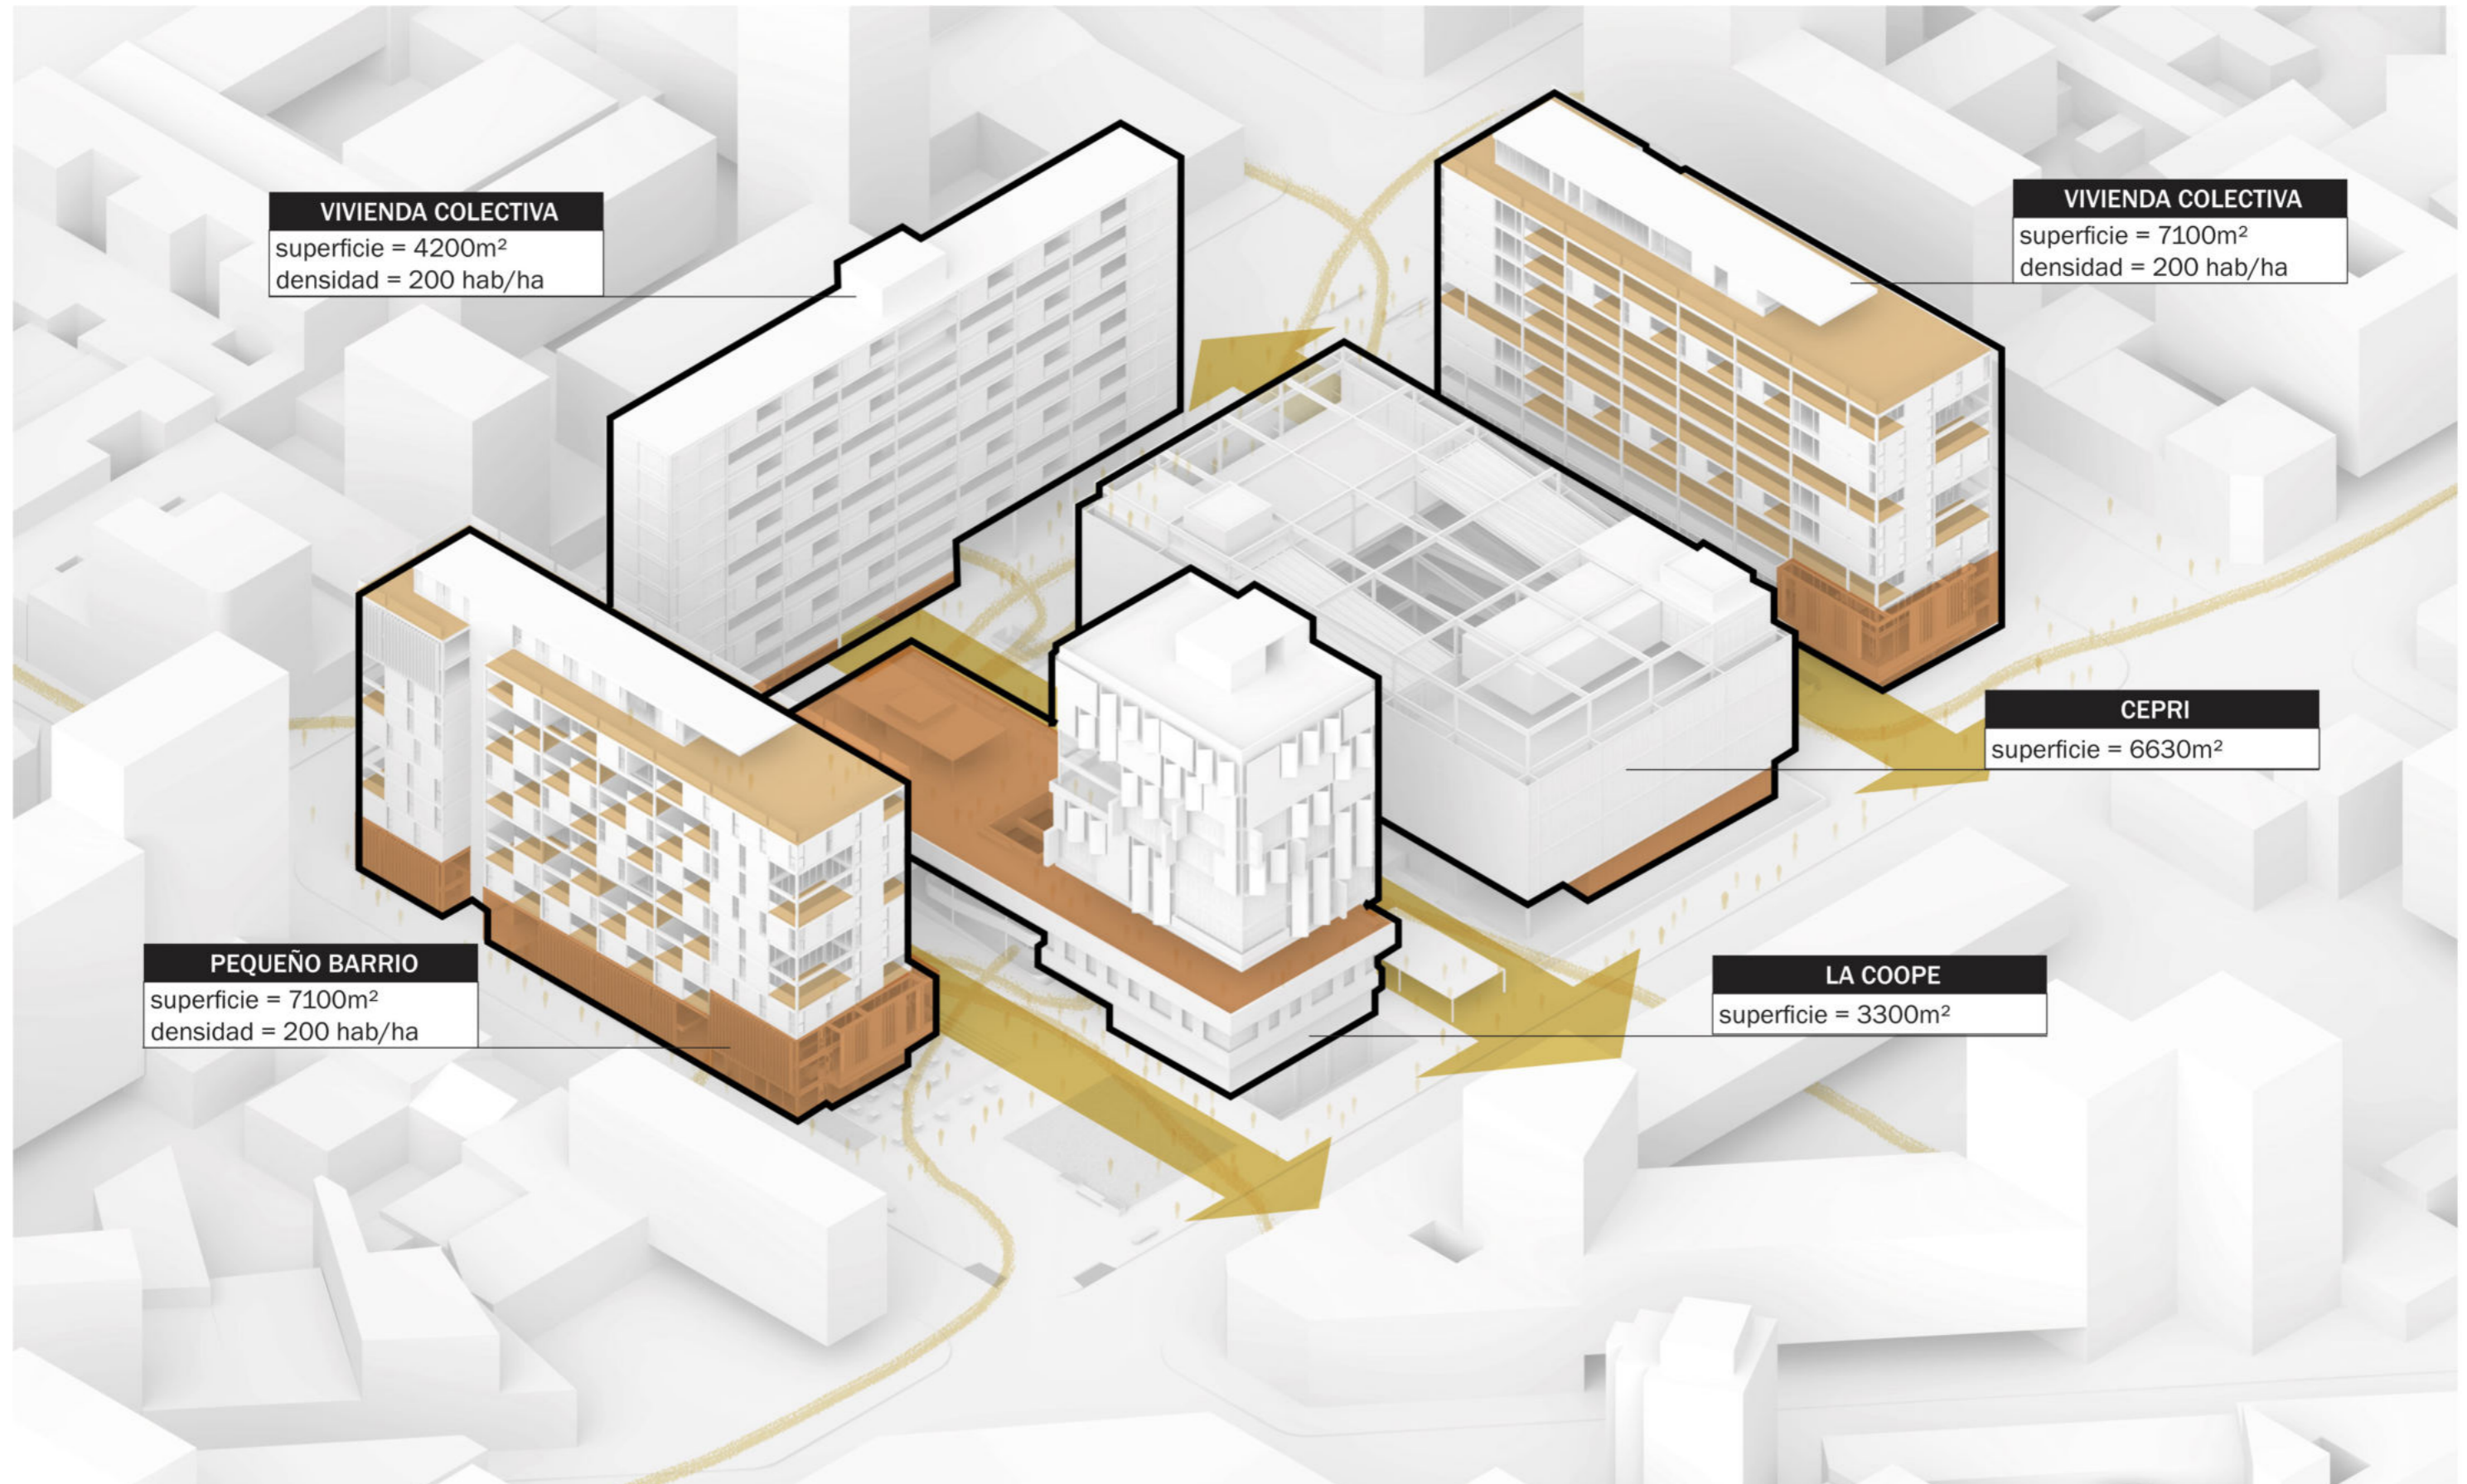 VIVIENDA COLECTIVA
superficie = 4200m²
densidad = 200 hab/ha
VIVIENDA COLECTIVA
superficie = 7100m²
densidad = 200 hab/ha
CEPRI
superficie = 6630m²
PEQUEÑO BARRIO
superficie = 7100m²
densidad = 200 hab/ha
LA COOPE
superficie = 3300m²